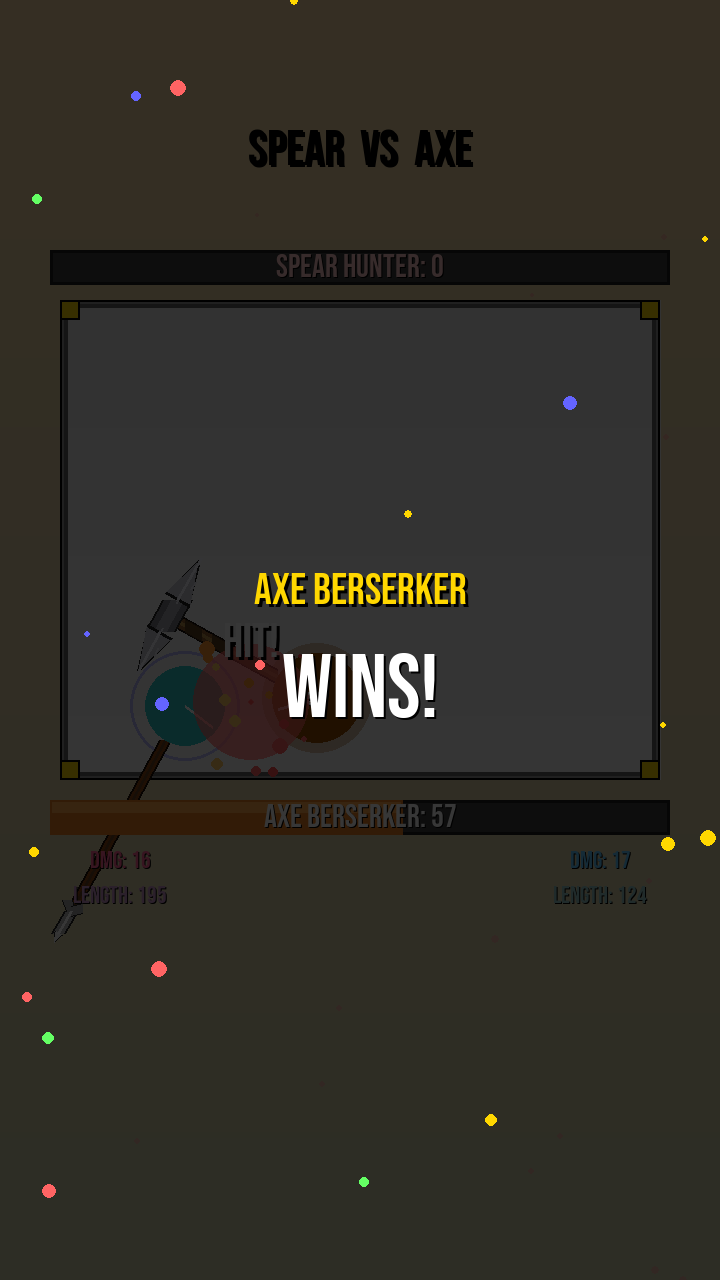 SPEAR VS AXE
SPEAR HUNTER: 0
AXE BERSERKER
HIT!
WINS!
AXE BERSERKER: 57
DMG: 16
DMG: 17
LENGTH: 195
LENGTH: 124